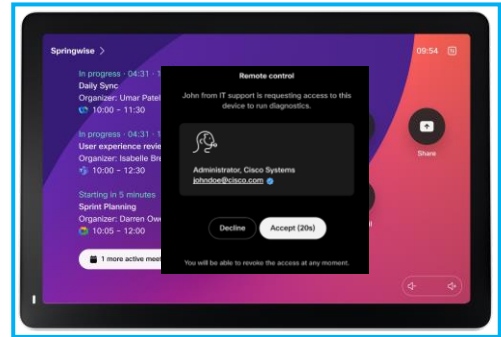 Springwise
09:54
In progress · 04:31 · 1
Daily Sync
Organizer: Umar Patel
10:00 – 11:30
In progress · 04:31 · 1
User experience revie
Organizer: Isabelle Bre
10:00 – 12:30
Starting in 5 minutes
Sprint Planning
Organizer: Darren Owe
10:05 – 12:00
1 more active meet
Remote control
John from IT support is requesting access to this
device to run diagnostics.
Administrator, Cisco Systems
johndoe@cisco.com
Decline
Accept (20s)
You will be able to revoke the access at any moment.
Share